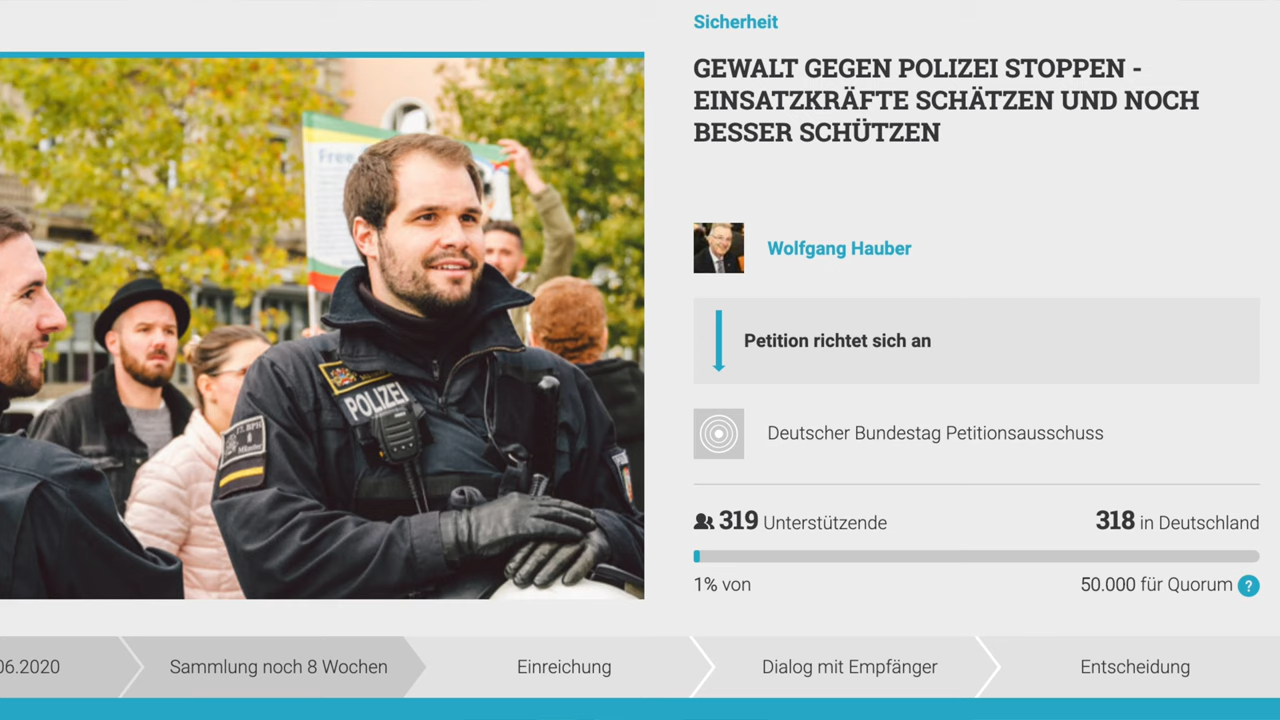 Sicherheit
GEWALT GEGEN POLIZEI STOPPEN -
EINSATZKRÄFTE SCHÄTZEN UND NOCH
BESSER SCHÜTZEN
Free
POLIZEI
Wolfgang Hauber
Petition richtet sich an
Deutscher Bundestag Petitionsausschuss
319 Unterstützende
318 in Deutschland
1% von
50.000 für Quorum ?
06.2020
Sammlung noch 8 Wochen
Einreichung
Dialog mit Empfänger
Entscheidung